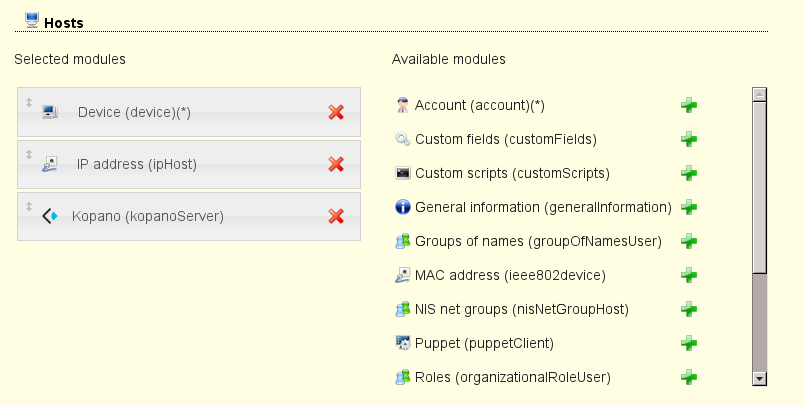 Hosts
Selected modules
Available modules
Device (device)(*)
IP address (ipHost)
Kopano (kopanoServer)
Account (account)(*)
Custom fields (customFields)
Custom scripts (customScripts)
General information (generalInformation)
Groups of names (groupOfNamesUser)
MAC address (ieee802device)
NIS net groups (nisNetGroupHost)
Puppet (puppetClient)
Roles (organizationalRoleUser)